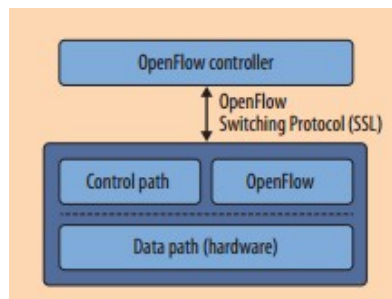 OpenFlow controller
OpenFlow
Switching Protocol (SSL)
Control path
OpenFlow
Data path (hardware)